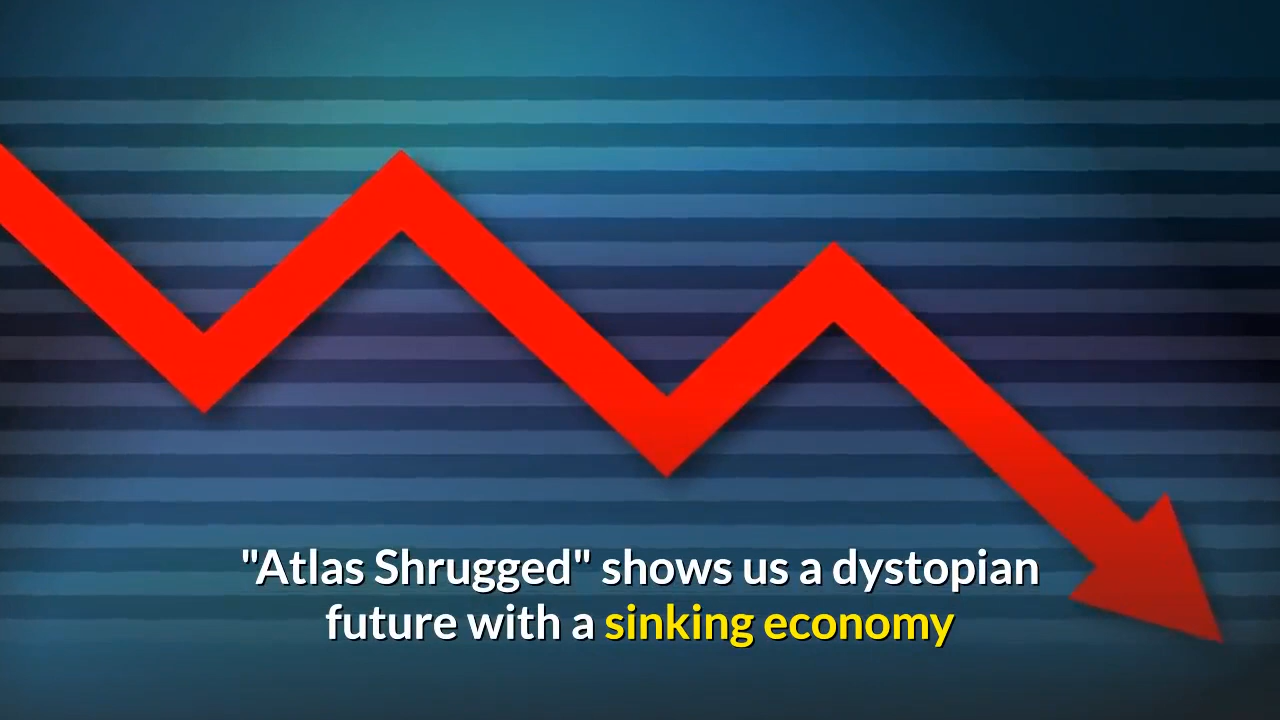 "Atlas Shrugged" shows us a dystopian
future with a sinking economy